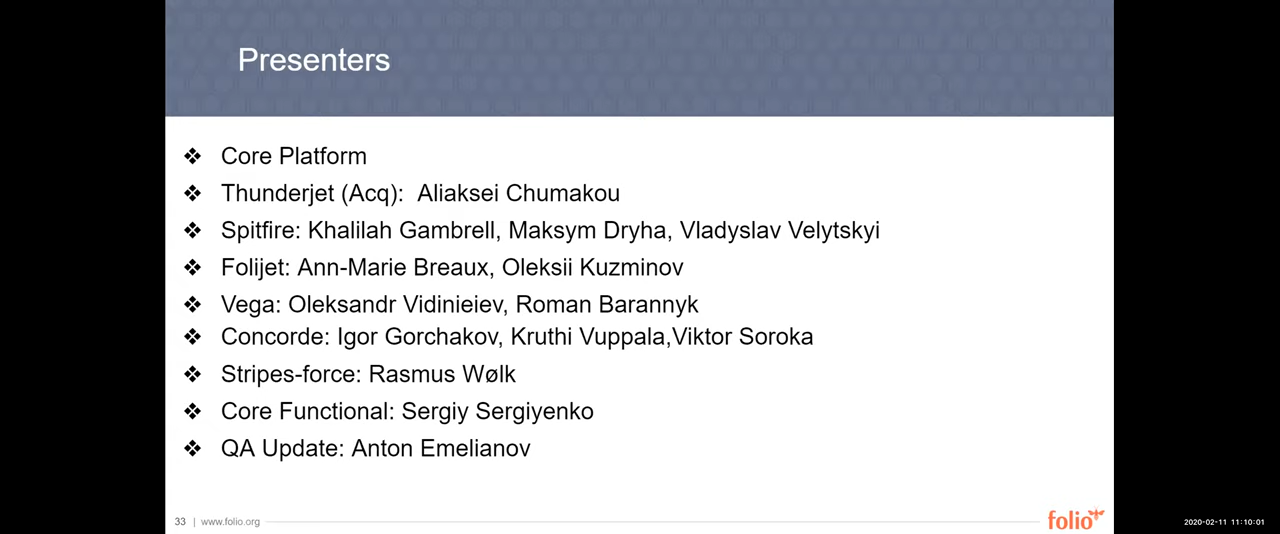 Presenters
❖ Core Platform
❖ Thunderjet (Acq):  Aliaksei Chumakou
❖ Spitfire: Khalilah Gambrell, Maksym Dryha, Vladyslav Velytskyi
❖ Folijet: Ann-Marie Breaux, Oleksii Kuzminov
❖ Vega: Oleksandr Vidinieiev, Roman Barannyk
❖ Concorde: Igor Gorchakov, Kruthi Vuppala,Viktor Soroka
❖ Stripes-force: Rasmus Wølk
❖ Core Functional: Sergiy Sergiyenko
❖ QA Update: Anton Emelianov
33 | www.folio.org
folio
2020-02-11 11:10:01